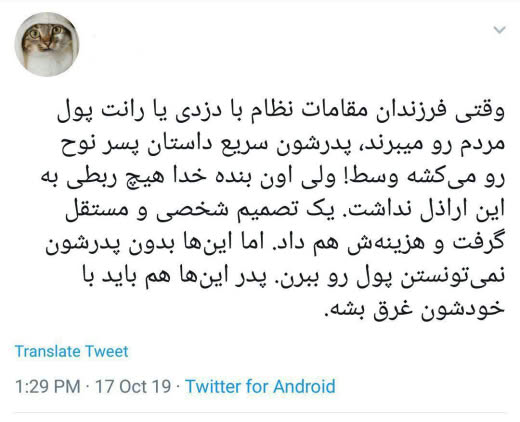 وقتی فرزندان مقامات نظام با دزدی یا رانت پول
مردم رو میبرند، پدرشون سریع داستان پسر نوح
رو می‌کشه وسط! ولی اون بنده خدا هیچ ربطی به
این اراذل نداشت. یک تصمیم شخصی و مستقل
گرفت و هزینه‌ش هم داد. اما این‌ها بدون پدرشون
نمی‌تونستن پول رو ببرن. پدر این‌ها هم باید با
خودشون غرق بشه.
Translate Tweet
1:29 PM · 17 Oct 19 · Twitter for Android